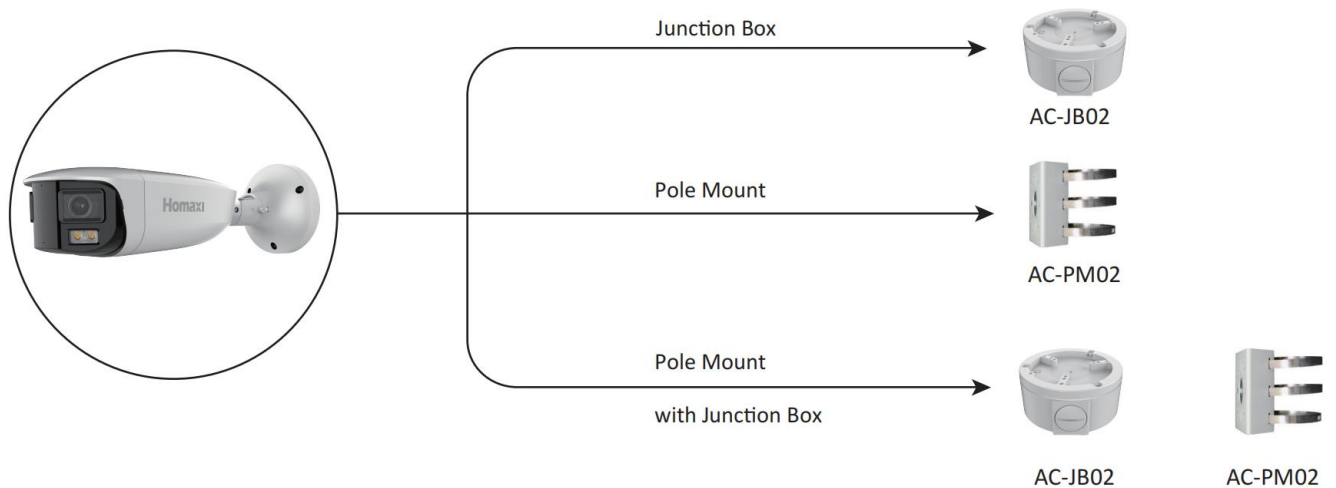 Junction Box
AC-JB02
Homaxi
Pole Mount
AC-PM02
Pole Mount
with Junction Box
AC-JB02
AC-PM02